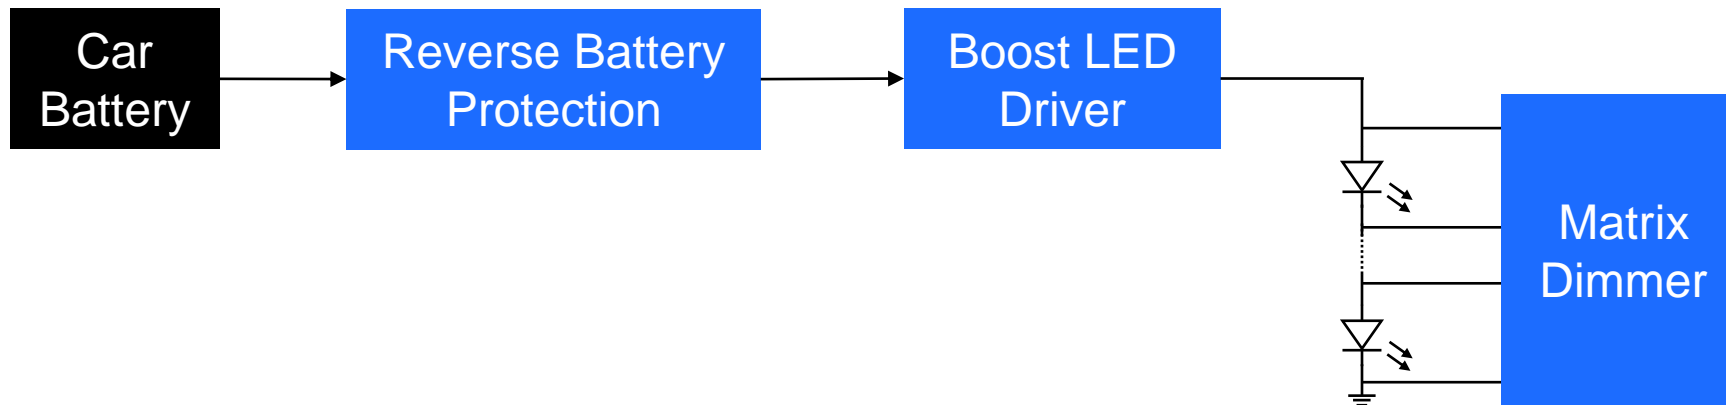 Car
Battery
Reverse Battery
Protection
Boost LED
Driver
Matrix
Dimmer